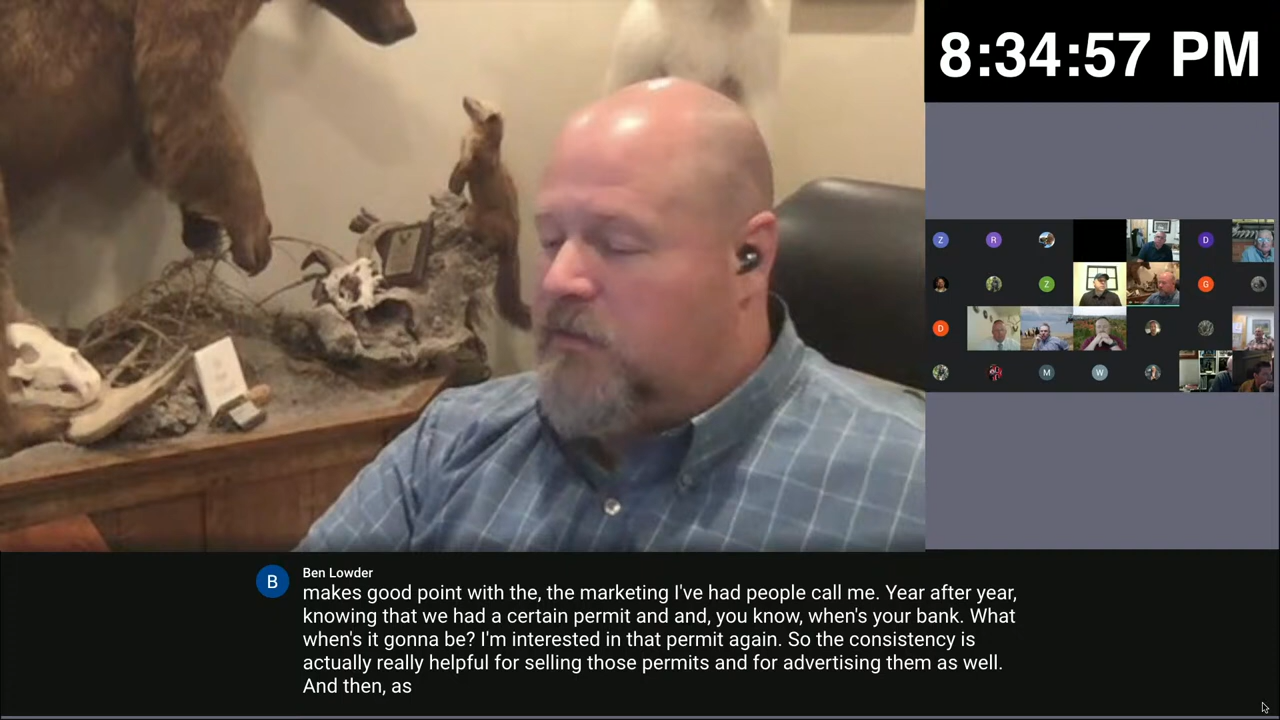 8:34:57 PM
Z
R
D
Z
G
D
M
W
B
Ben Lowder
makes good point with the, the marketing I've had people call me. Year after year,
knowing that we had a certain permit and and, you know, when's your bank. What
when's it gonna be? I'm interested in that permit again. So the consistency is
actually really helpful for selling those permits and for advertising them as well.
And then, as